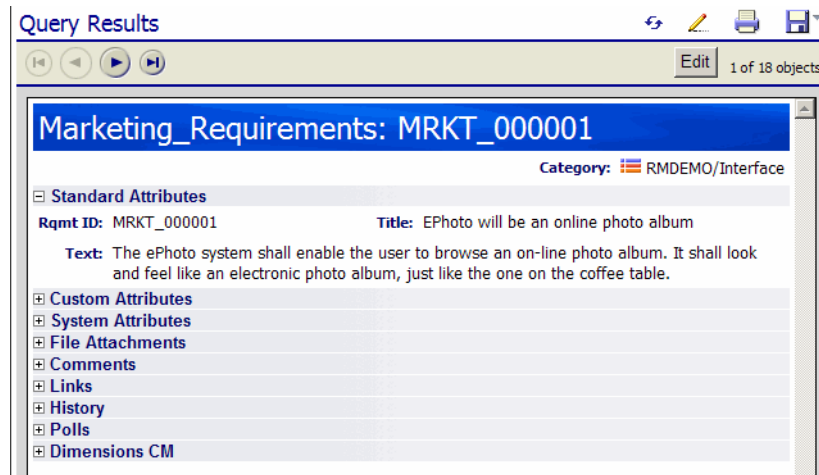 Query Results
Edit 1 of 18 objects
Marketing_Requirements: MRKT_000001
Category: RMDEMO/Interface
Standard Attributes
Rqmt ID: MRKT_000001 Title: EPhoto will be an online photo album
Text: The ePhoto system shall enable the user to browse an on-line photo album. It shall look
and feel like an electronic photo album, just like the one on the coffee table.
Custom Attributes
System Attributes
File Attachments
Comments
Links
History
Polls
Dimensions CM